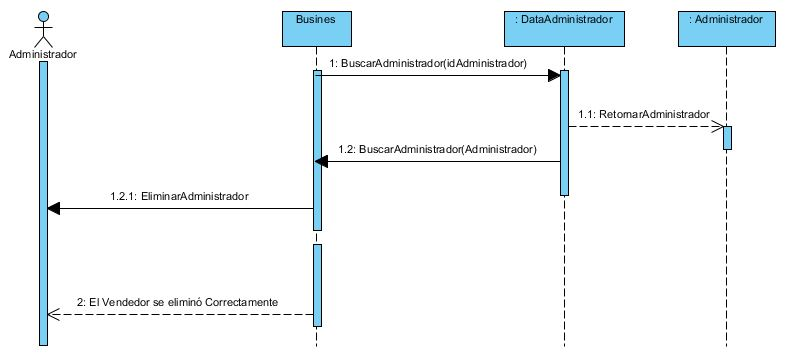 Busines
: DataAdministrador
: Administrador
Administrador
1: BuscarAdministrador(idAdministrador)
1.1: RetornarAdministrador
1.2: BuscarAdministrador(Administrador)
1.2.1: EliminarAdministrador
2: El Vendedor se eliminó Correctamente